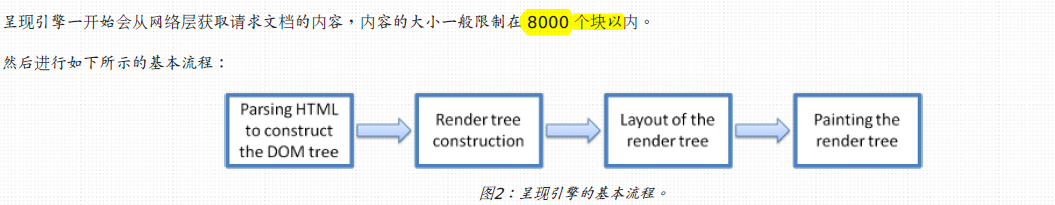 呈现引擎一开始会从网络层获取请求文档的内容，内容的大小一般限制在 8000 个块以内。
然后进行如下所示的基本流程：
Parsing HTML
to construct
the DOM tree
Render tree
construction
Layout of the
render tree
Painting the
render tree
图2：呈现引擎的基本流程。